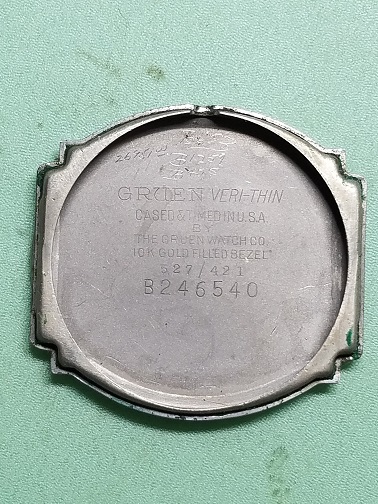 GRUEN VERI-THIN
CASED & TIMED IN U.S.A
BY
THE GRUEN WATCH CO.
10K GOLD FILLED BEZEL
527/421
B246540